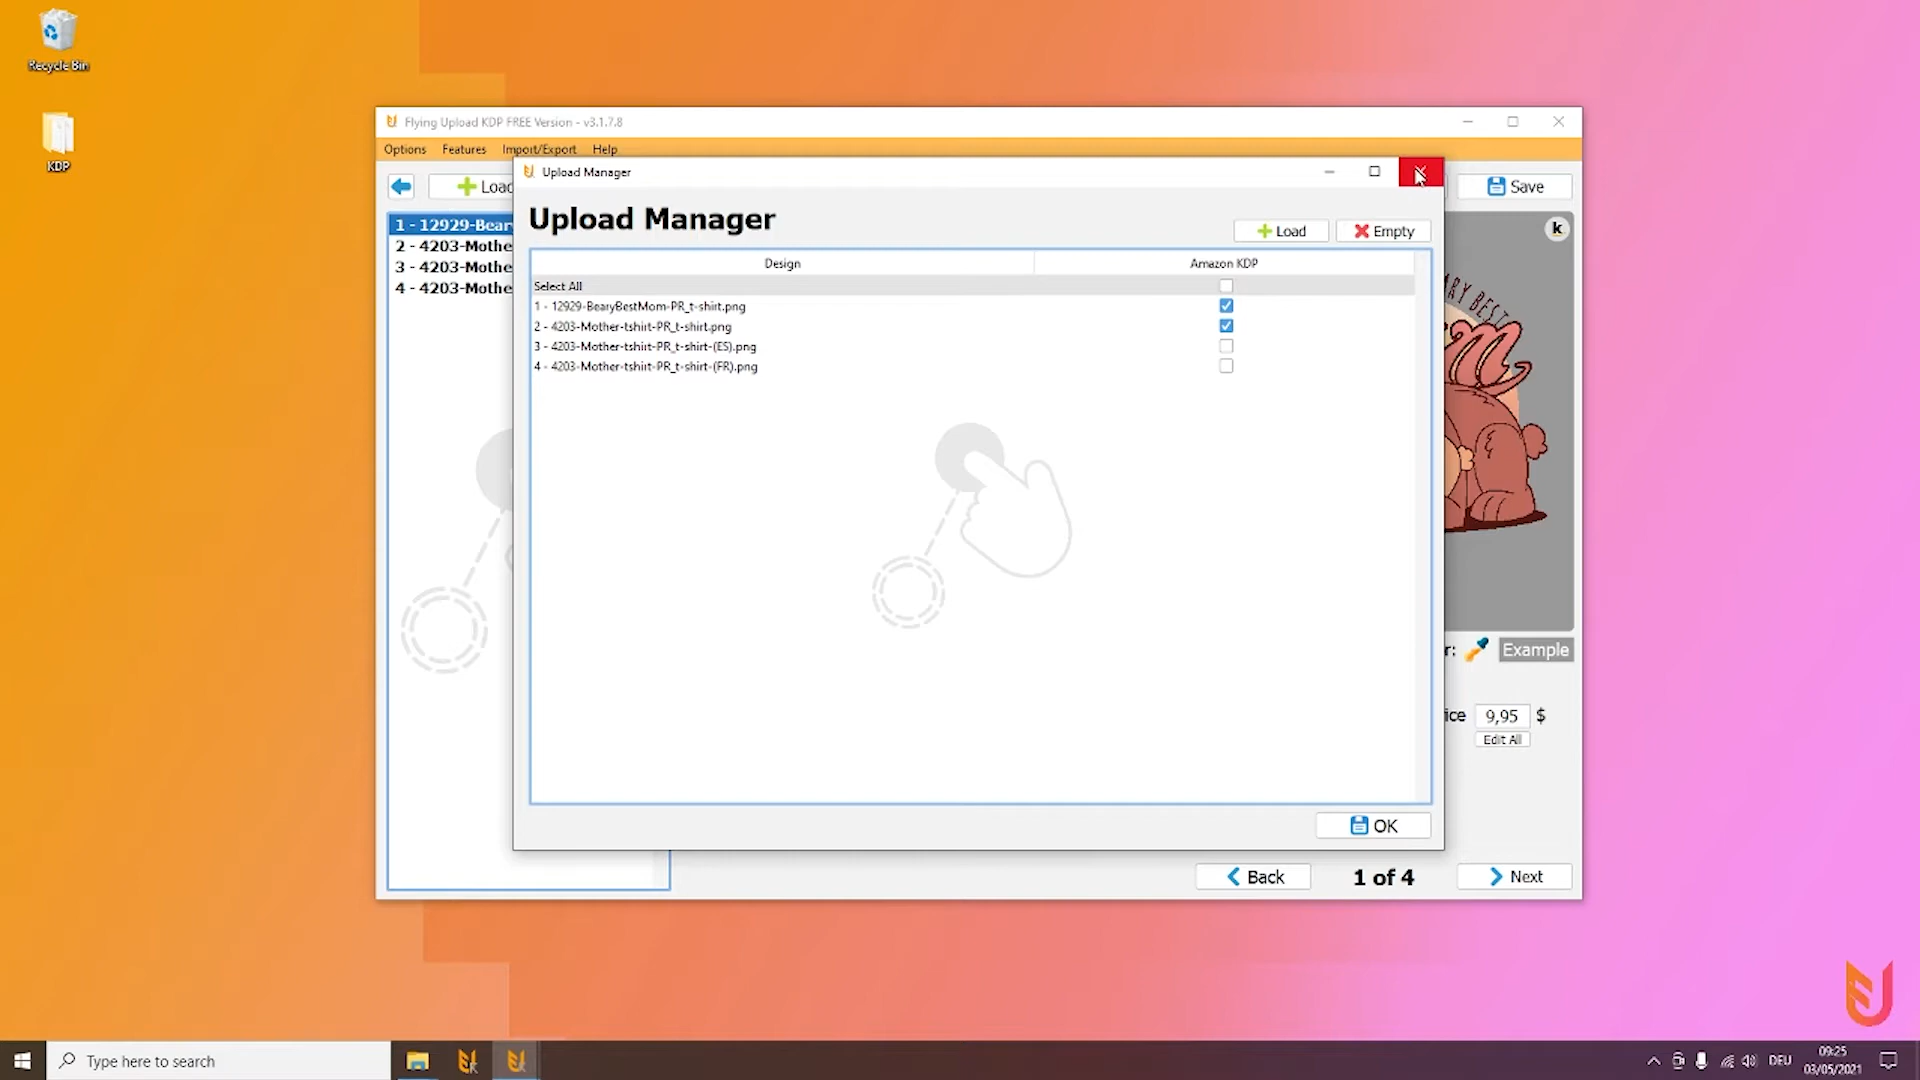 Recycle Bin
KDP
Flying Upload KDP FREE Version - v3.1.7.8
Options Features Import/Export Help
Load
Save
1 - 12929-Bear
2 - 4203-Mothe
3 - 4203-Mothe
4 - 4203-Mothe
Upload Manager
Upload Manager
Load Empty
Design Amazon KDP
Select All
1 - 12929-BearyBestMom-PR_t-shirt.png
2 - 4203-Mother-tshirt-PR_t-shirt.png
3 - 4203-Mother-tshirt-PR_t-shirt-(ES).png
4 - 4203-Mother-tshirt-PR_t-shirt-(FR).png
OK
k
RY BEST
r: Example
ice 9,95 $
Edit All
Back 1 of 4 Next
Type here to search
DEU
09:25
03/05/2021